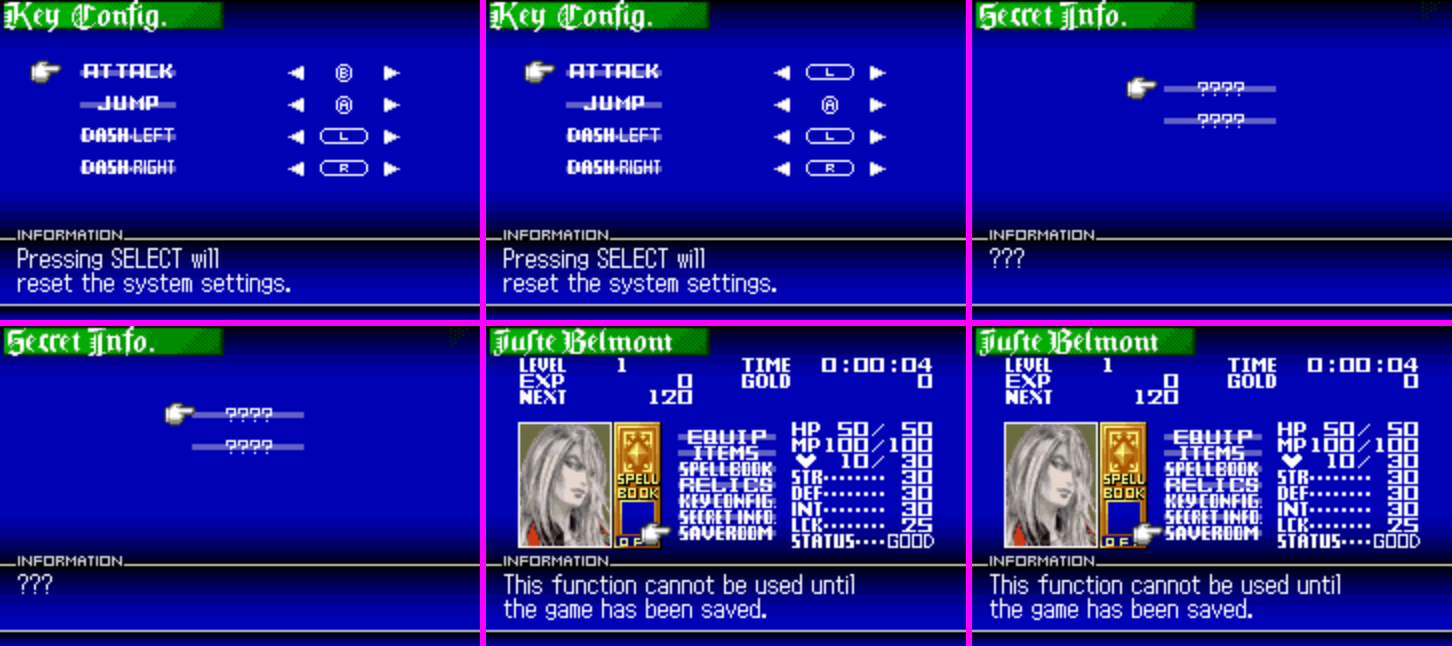 Key Config.
ATTACK B
JUMP A
DASH-LEFT L
DASH-RIGHT R
INFORMATION
Pressing SELECT will
reset the system settings.
Key Config.
ATTACK L
JUMP A
DASH-LEFT L
DASH-RIGHT R
INFORMATION
Pressing SELECT will
reset the system settings.
Secret Info.
????
????
INFORMATION
???
Secret Info.
????
????
INFORMATION
???
Juste Belmont
LEVEL 1 TIME 0:00:04
EXP 0 GOLD 0
NEXT 120
SPELL
BOOK
EQUIP
ITEMS
SPELLBOOK
RELICS
KEY CONFIG.
SECRET INFO.
SAVEROOM
HP 50/ 50
MP100/100
10/ 30
STR........ 30
DEF........ 30
INT........ 30
LCK........ 25
STATUS....GOOD
INFORMATION
This function cannot be used until
the game has been saved.
Juste Belmont
LEVEL 1 TIME 0:00:04
EXP 0 GOLD 0
NEXT 120
SPELL
BOOK
EQUIP
ITEMS
SPELLBOOK
RELICS
KEY CONFIG.
SECRET INFO.
SAVEROOM
HP 50/ 50
MP100/100
10/ 30
STR........ 30
DEF........ 30
INT........ 30
LCK........ 25
STATUS....GOOD
INFORMATION
This function cannot be used until
the game has been saved.